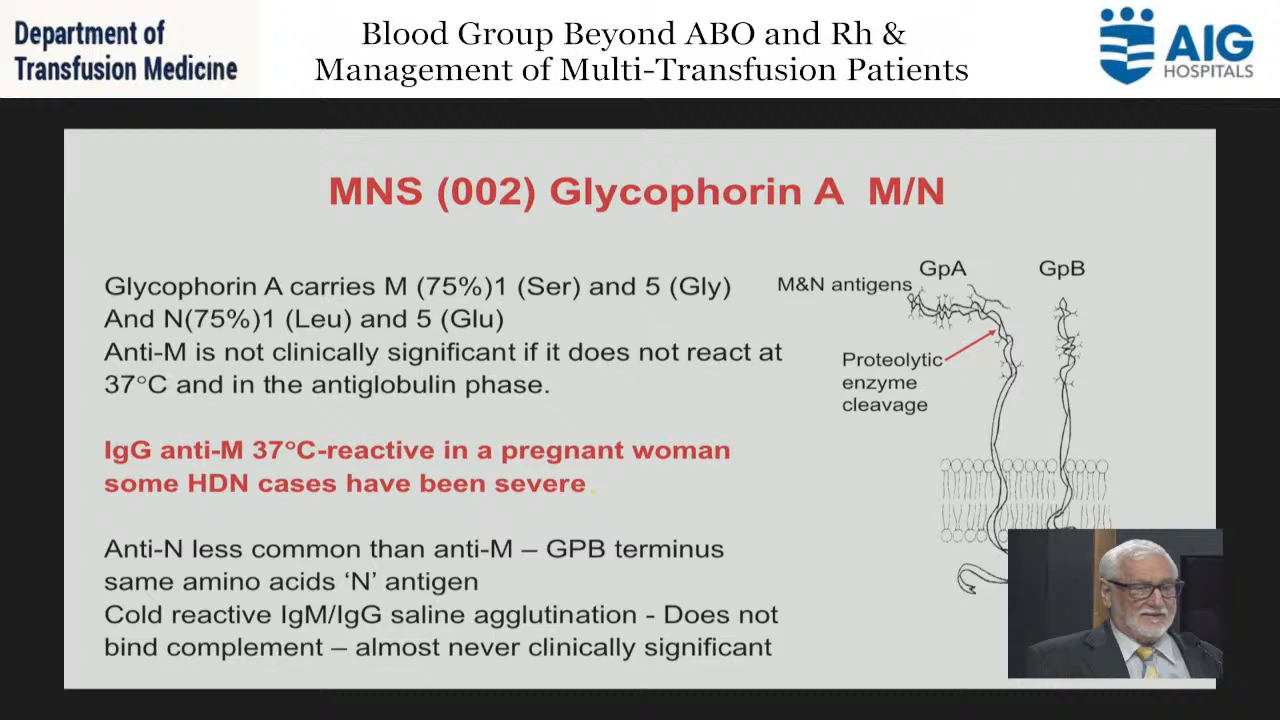 Department of
Transfusion Medicine
Blood Group Beyond ABO and Rh &
Management of Multi-Transfusion Patients
AIG
HOSPITALS
MNS (002) Glycophorin A M/N
Glycophorin A carries M (75%)1 (Ser) and 5 (Gly)
And N(75%)1 (Leu) and 5 (Glu)
Anti-M is not clinically significant if it does not react at
37°C and in the antiglobulin phase.
IgG anti-M 37°C-reactive in a pregnant woman
some HDN cases have been severe
Anti-N less common than anti-M – GPB terminus
same amino acids ‘N’ antigen
Cold reactive IgM/IgG saline agglutination - Does not
bind complement – almost never clinically significant
GpA
GpB
M&N antigens
Proteolytic
enzyme
cleavage